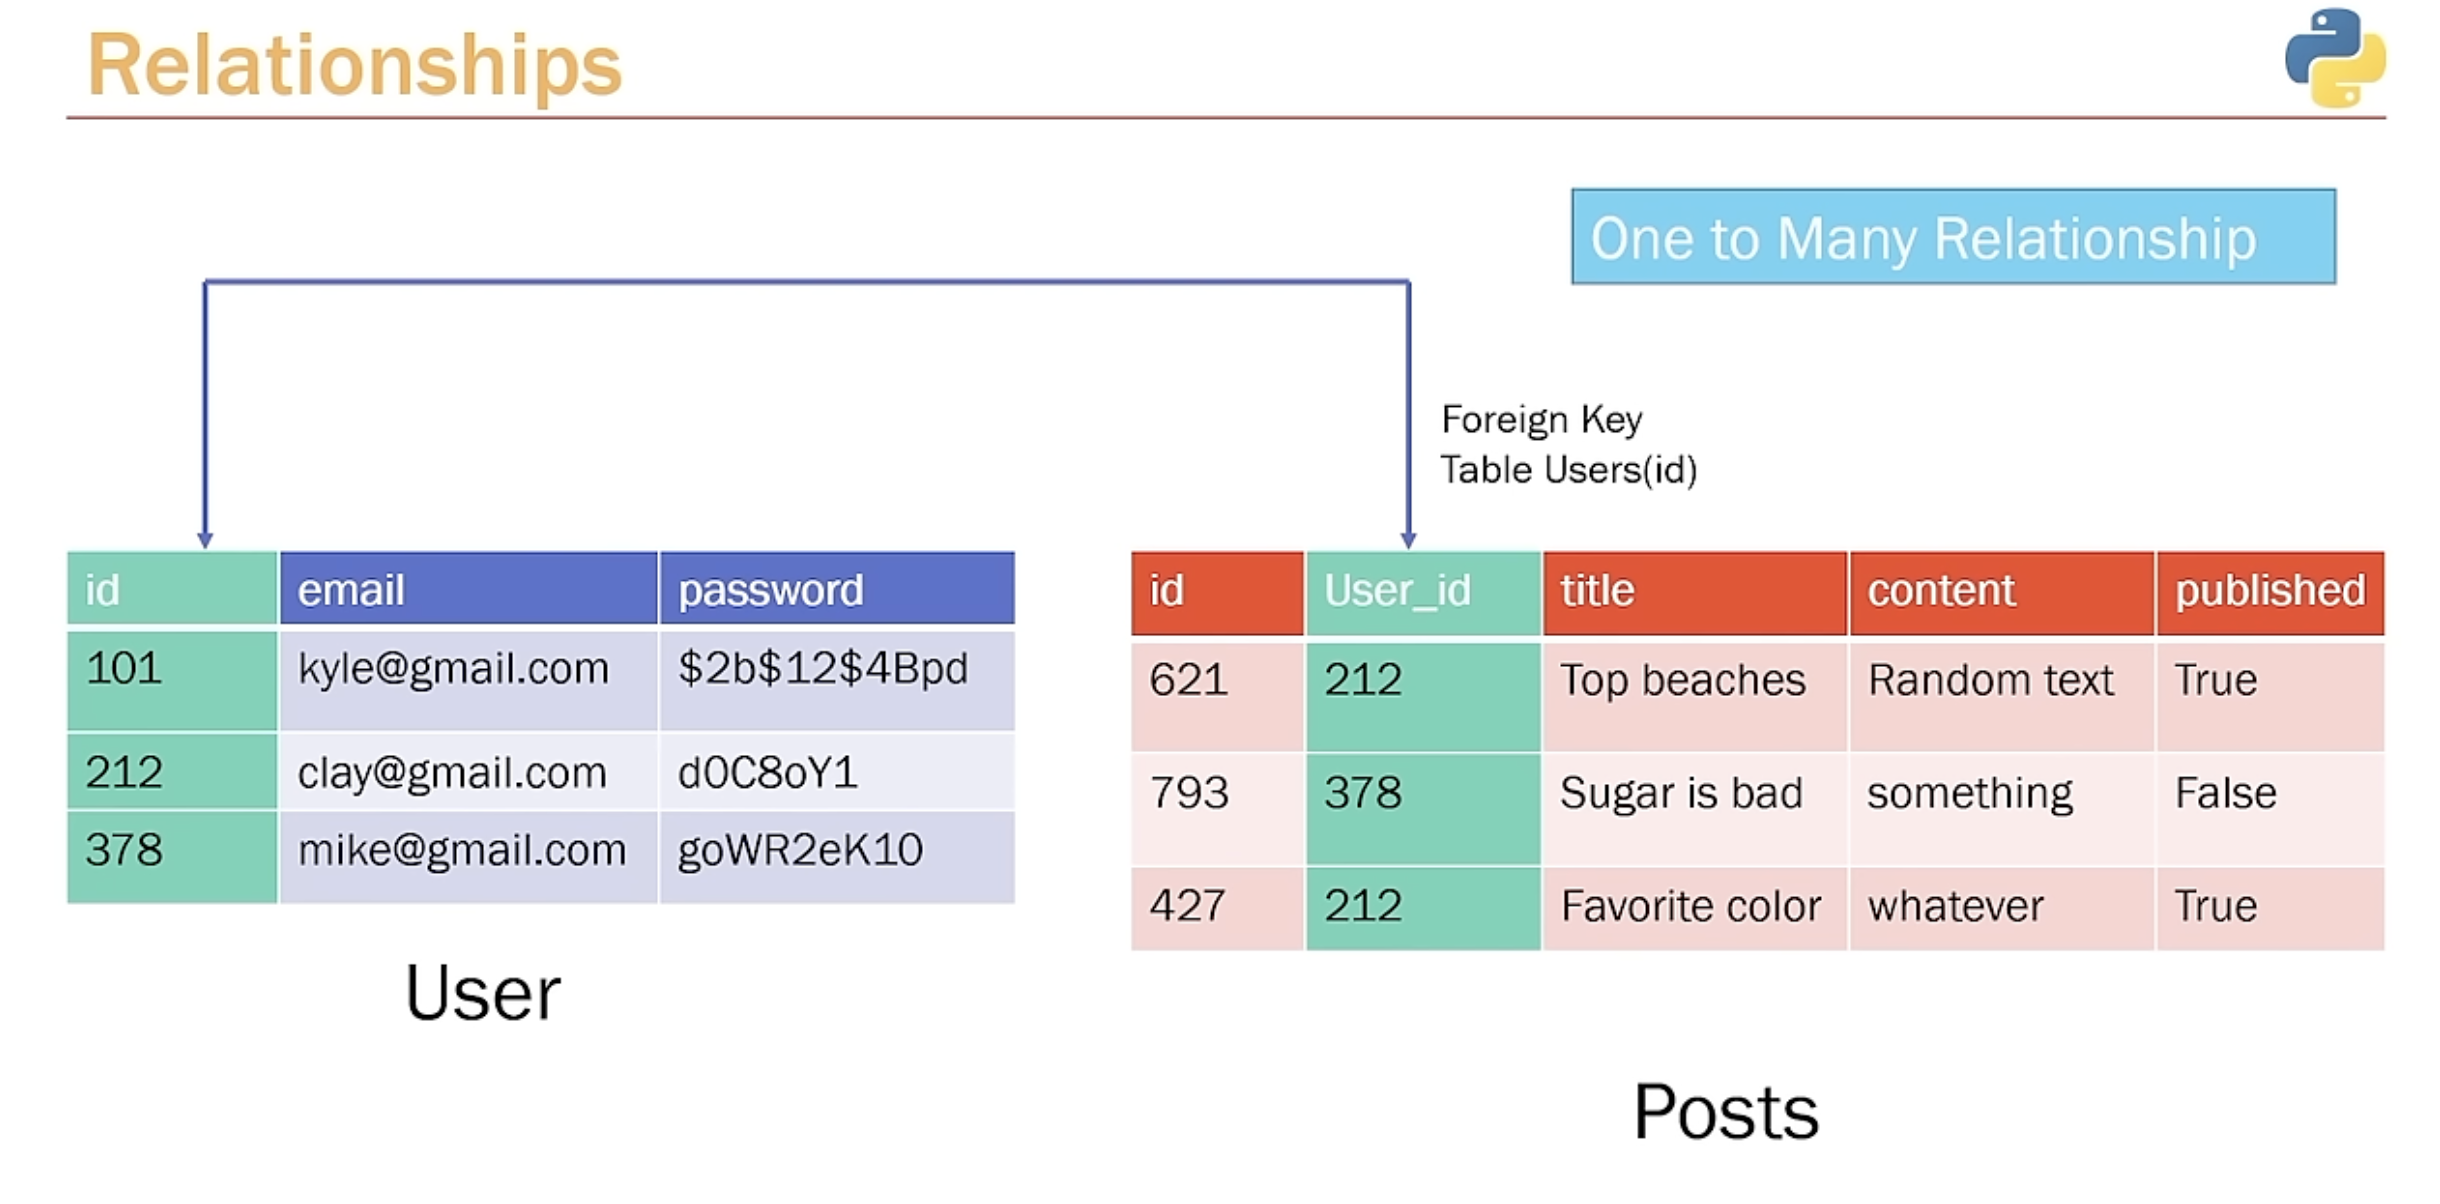 Relationships
One to Many Relationship
Foreign Key
Table Users(id)
id email password
101 kyle@gmail.com $2b$12$4Bpd
212 clay@gmail.com d0C8oY1
378 mike@gmail.com goWR2eK10
User
id User_id title content published
621 212 Top beaches Random text True
793 378 Sugar is bad something False
427 212 Favorite color whatever True
Posts